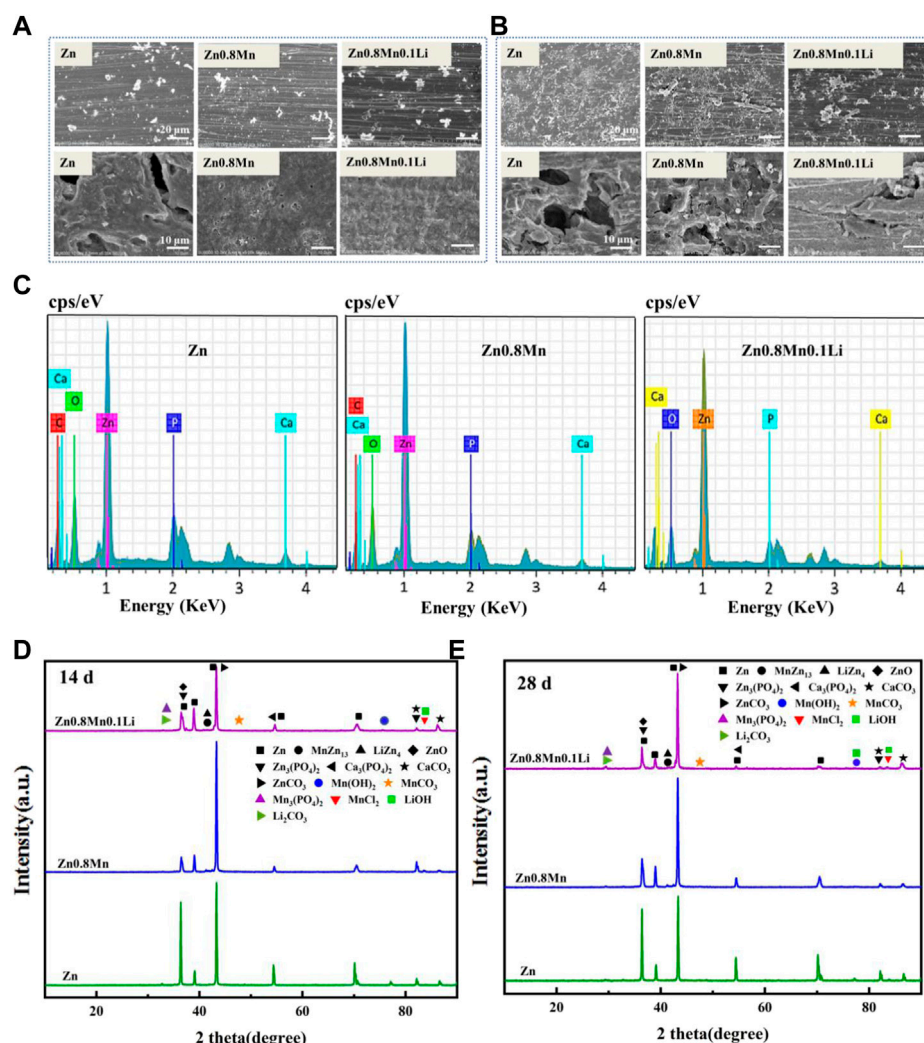 A
Zn
Zn0.8Mn
Zn0.8Mn0.1Li
20 μm
Zn
Zn0.8Mn
Zn0.8Mn0.1Li
10 μm
B
Zn
Zn0.8Mn
Zn0.8Mn0.1Li
20 μm
Zn
Zn0.8Mn
Zn0.8Mn0.1Li
10 μm
C
cps/eV
Zn
Ca
O
C
Zn
P
Ca
1 2 3 4
Energy (KeV)
cps/eV
Zn0.8Mn
C
Ca
O
Zn
P
Ca
1 2 3 4
Energy (KeV)
cps/eV
Zn0.8Mn0.1Li
Ca
O
Zn
P
Ca
1 2 3 4
Energy (KeV)
D
14 d
Zn0.8Mn0.1Li
■ Zn ● MnZn₁₃ ▲ LiZn₄ ◆ ZnO
▼ Zn₃(PO₄)₂ ◀ Ca₃(PO₄)₂ ★ CaCO₃
▶ ZnCO₃ ● Mn(OH)₂ ★ MnCO₃
▲ Mn₃(PO₄)₂ ▼ MnCl₂ ■ LiOH
▶ Li₂CO₃
Zn0.8Mn
Zn
Intensity(a.u.)
20 40 60 80
2 theta(degree)
E
28 d
■ Zn ● MnZn₁₃ ▲ LiZn₄ ◆ ZnO
▼ Zn₃(PO₄)₂ ◀ Ca₃(PO₄)₂ ★ CaCO₃
▶ ZnCO₃ ● Mn(OH)₂ ★ MnCO₃
▲ Mn₃(PO₄)₂ ▼ MnCl₂ ■ LiOH
▶ Li₂CO₃
Zn0.8Mn0.1Li
Zn0.8Mn
Zn
Intensity(a.u.)
20 40 60 80
2 theta(degree)